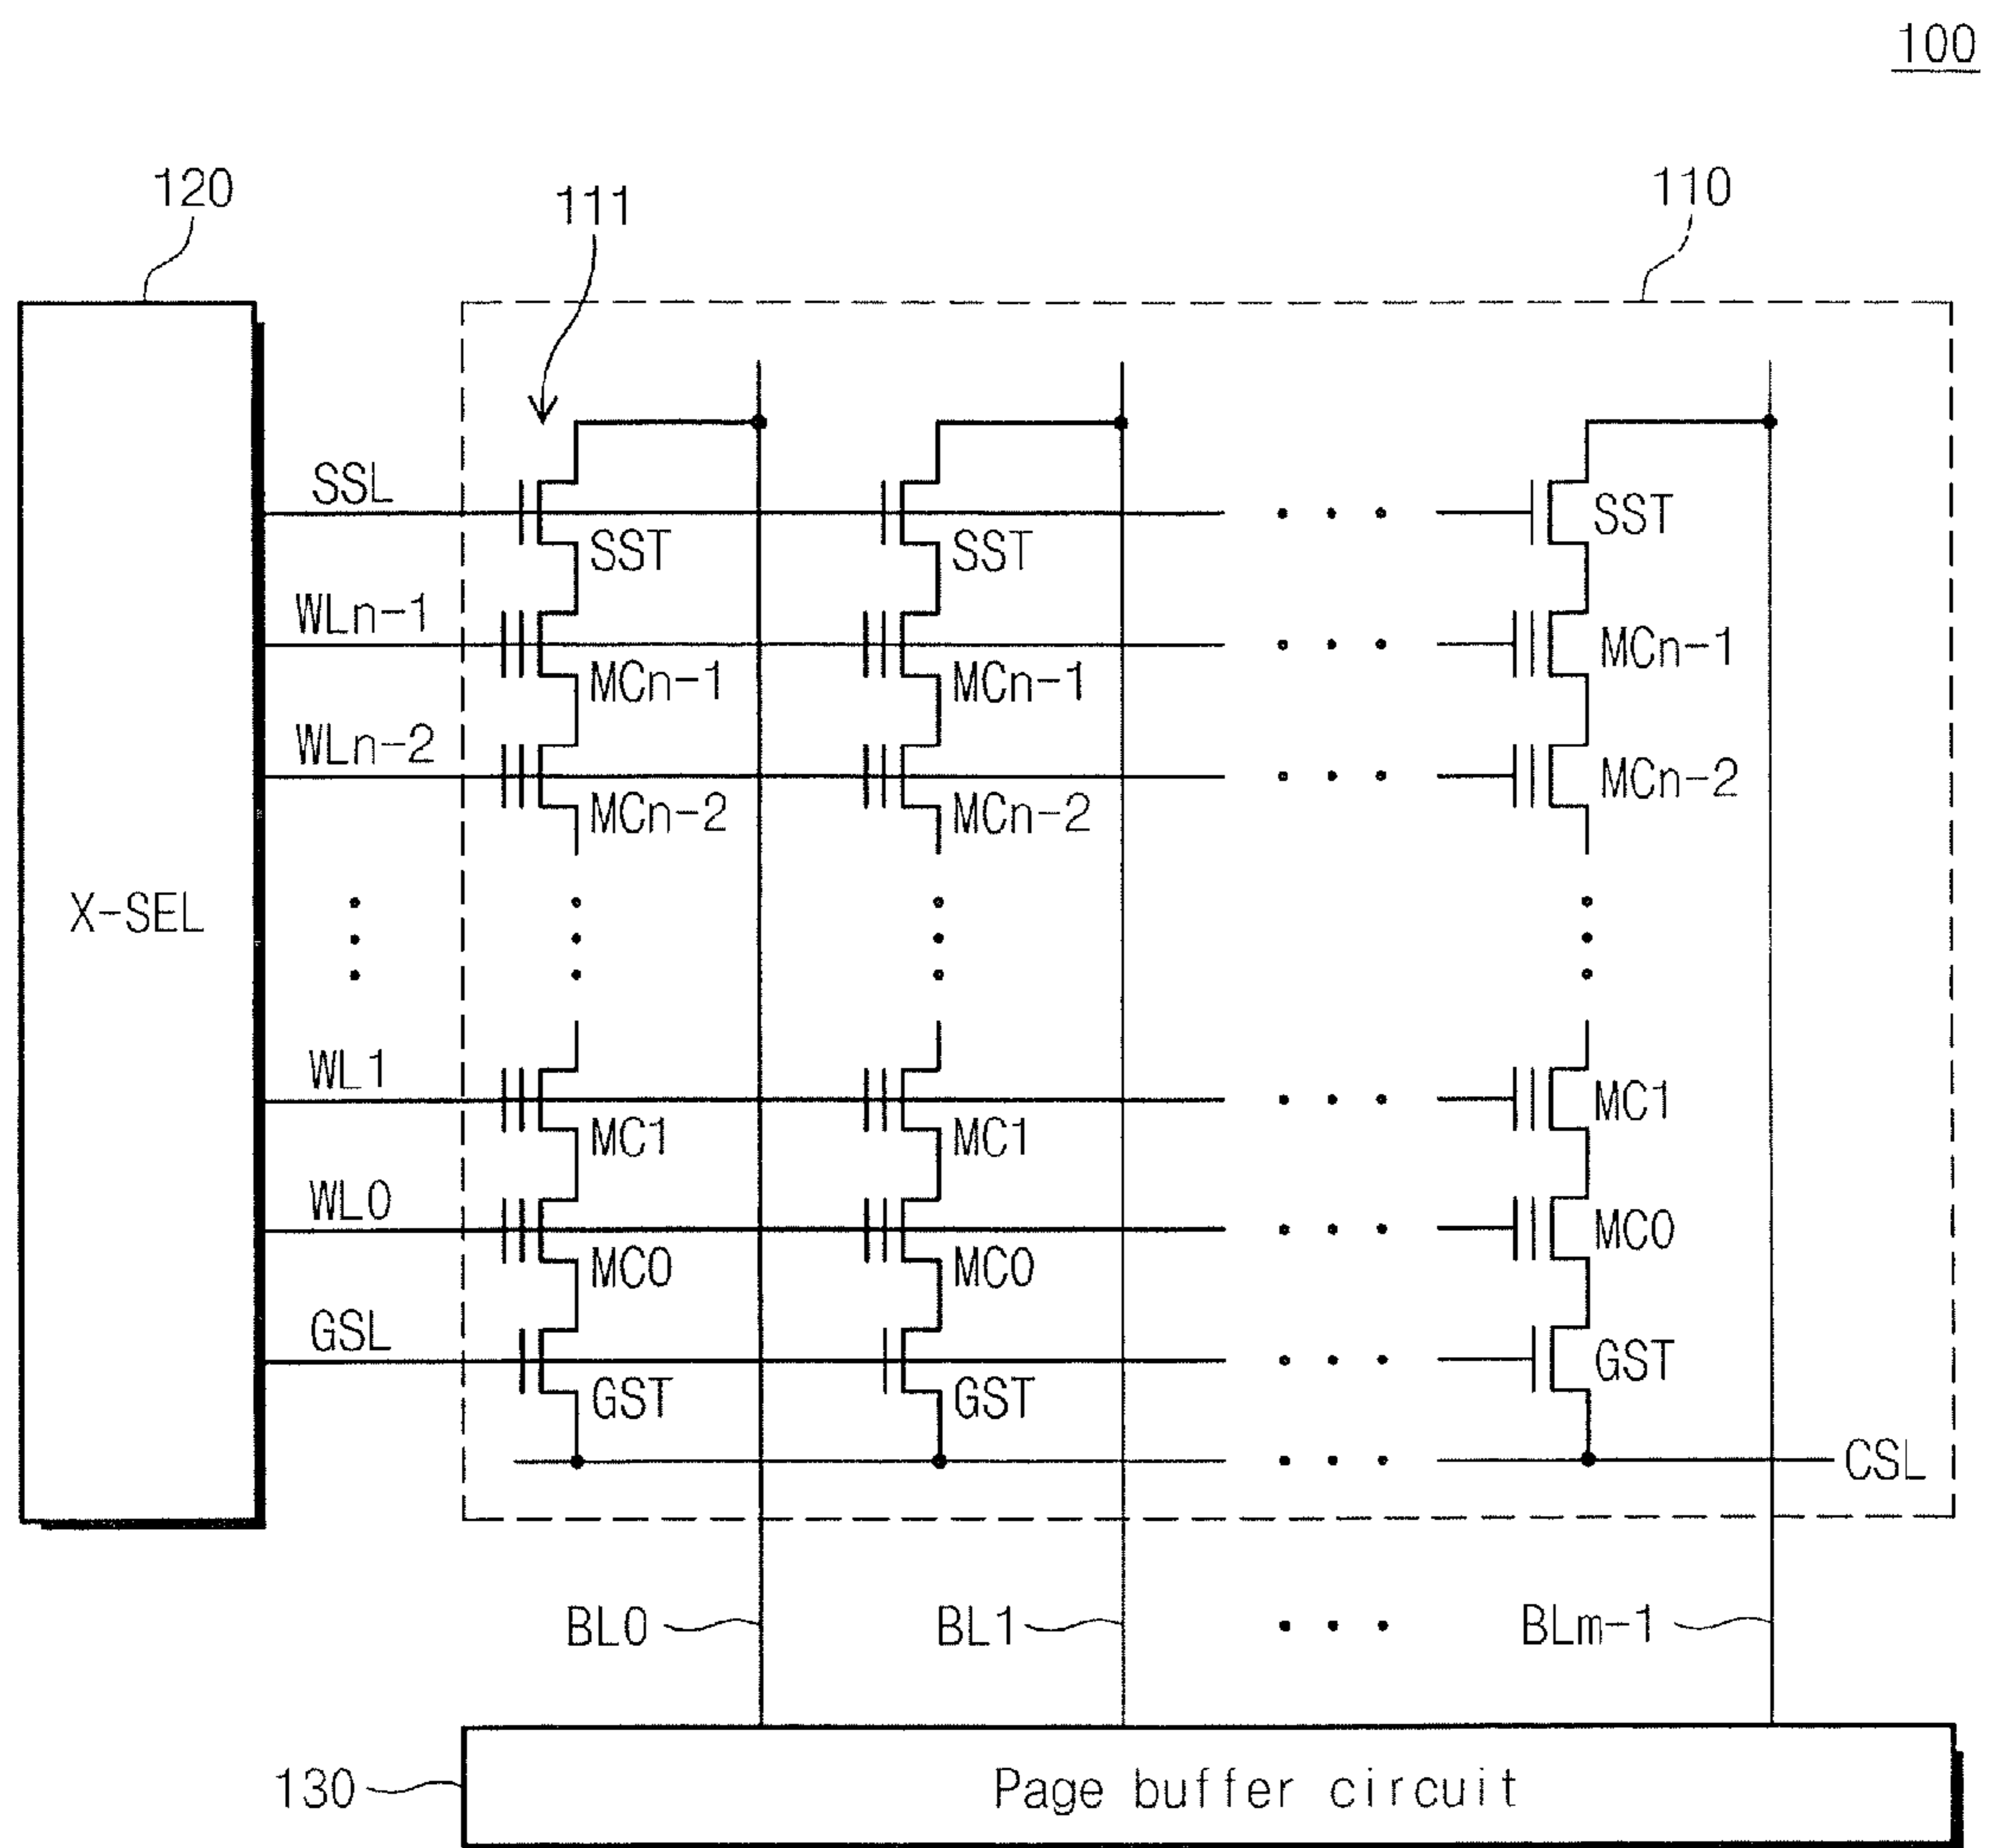 100
120
111
110
SSL
SST
SST
SST
WLn-1
MCn-1
MCn-1
MCn-1
WLn-2
MCn-2
MCn-2
MCn-2
X-SEL
WL1
MC1
MC1
MC1
WL0
MC0
MC0
MC0
GSL
GST
GST
GST
CSL
BL0
BL1
BLm-1
130
Page buffer circuit